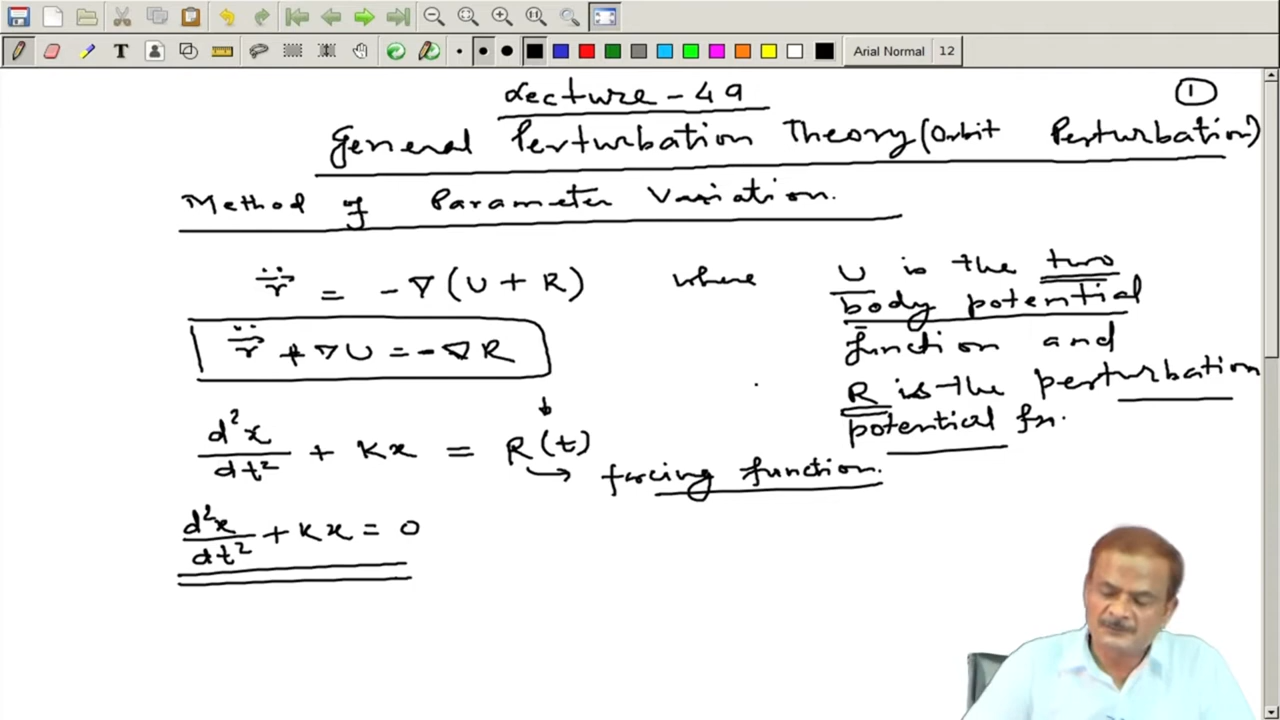 Arial Normal 12
Lecture - 49
1
General Perturbation Theory (Orbit Perturbation)
Method of Parameter Variation.
r̈ = -∇(U + R) where U is the two
body potential
function and
R is the perturbation
potential fn.
r̈ + ∇U = -∇R
d²x/dt² + kx = R(t)
forcing function.
d²x/dt² + kx = 0